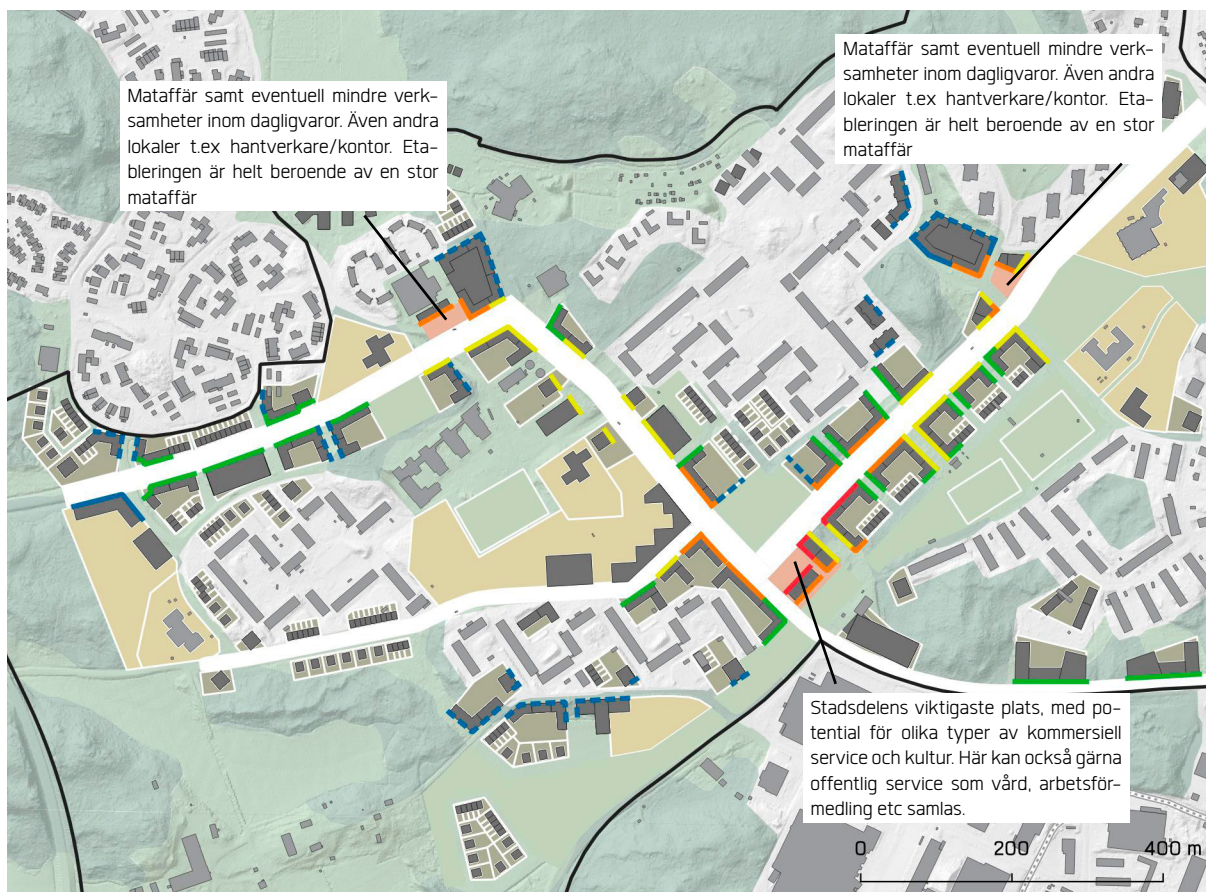 Mataffär samt eventuell mindre verk-
samheter inom dagligvaror. Även andra
lokaler t.ex hantverkare/kontor. Eta-
bleringen är helt beroende av en stor
mataffär
Mataffär samt eventuell mindre verk-
samheter inom dagligvaror. Även andra
lokaler t.ex hantverkare/kontor. Eta-
bleringen är helt beroende av en stor
mataffär
Stadsdelens viktigaste plats, med po-
tential för olika typer av kommersiell
service och kultur. Här kan också gärna
offentlig service som vård, arbetsför-
medling etc samlas.
0 200 400 m